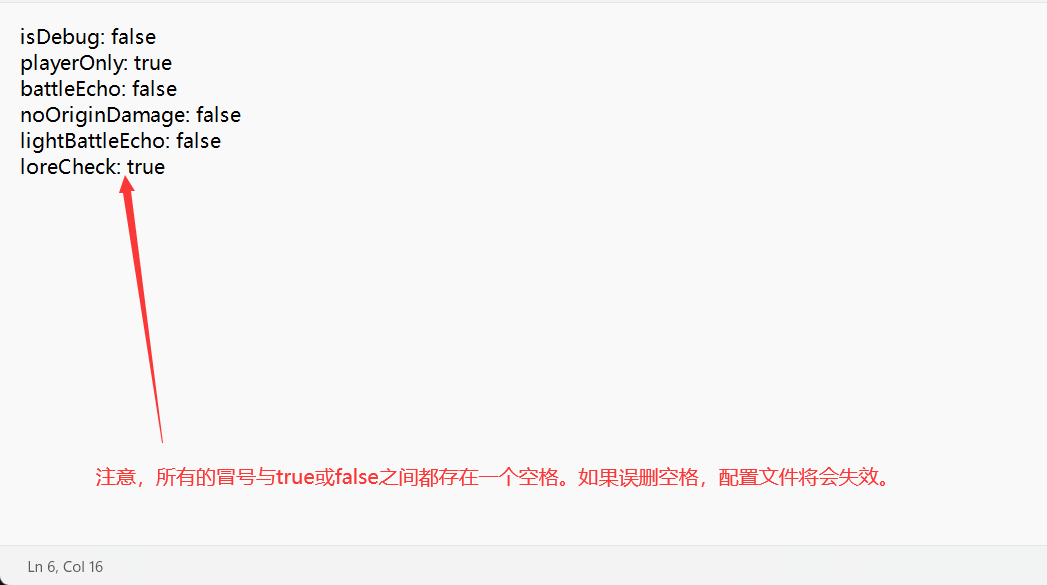 isDebug: false
playerOnly: true
battleEcho: false
noOriginDamage: false
lightBattleEcho: false
loreCheck: true
注意，所有的冒号与true或false之间都存在一个空格。如果误删空格，配置文件将会失效。
Ln 6, Col 16